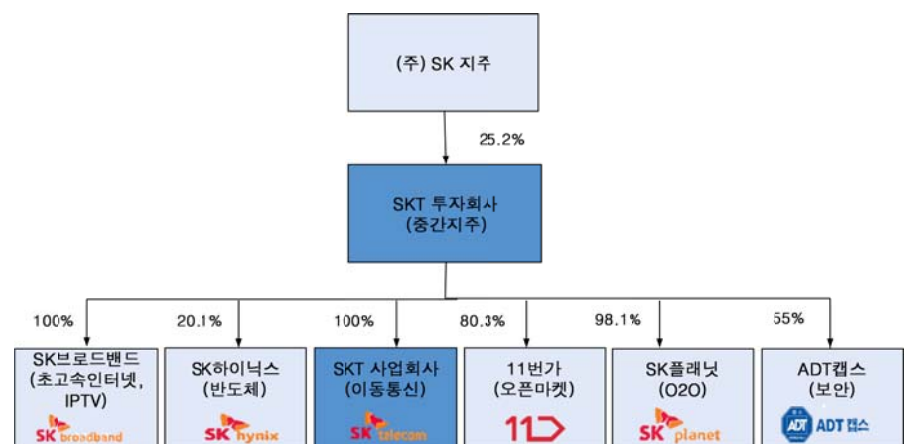 (주) SK 지주
25.2%
SKT 투자회사
(중간지주)
100%
20.1%
100%
80.3%
98.1%
55%
SK브로드밴드
(초고속인터넷,
IPTV)
SK broadband
SK하이닉스
(반도체)
SK hynix
SKT 사업회사
(이동통신)
SK telecom
11번가
(오픈마켓)
11
SK플래닛
(O2O)
SK planet
ADT캡스
(보안)
ADT
ADT 캡스